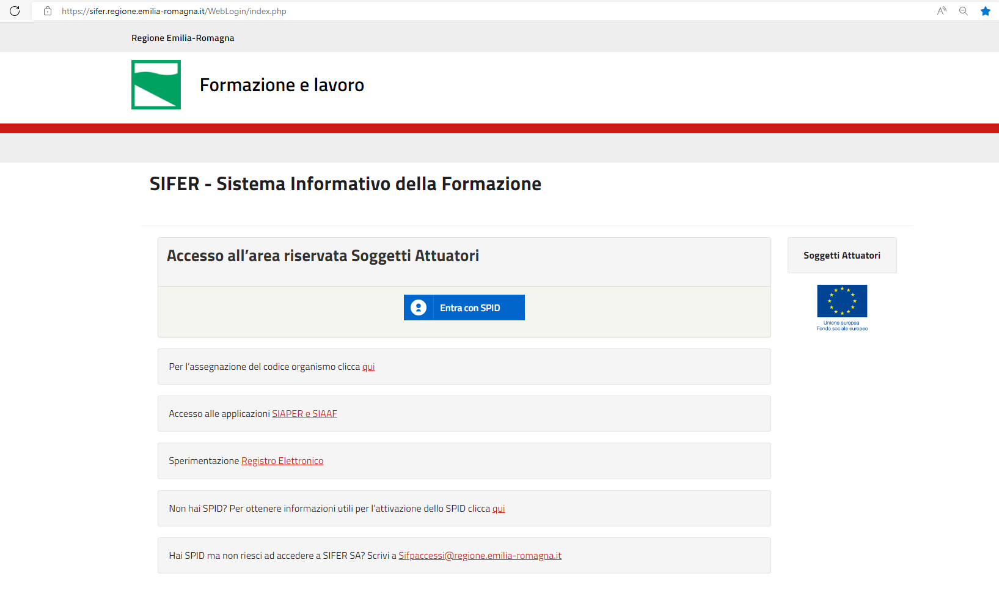 https://sifer.regione.emilia-romagna.it/WebLogin/index.php
Regione Emilia-Romagna
Formazione e lavoro
SIFER - Sistema Informativo della Formazione
Accesso all’area riservata Soggetti Attuatori
Entra con SPID
Soggetti Attuatori
Unione europea
Fondo sociale europeo
Per l’assegnazione del codice organismo clicca qui
Accesso alle applicazioni SIAPER e SIAAF
Sperimentazione Registro Elettronico
Non hai SPID? Per ottenere informazioni utili per l’attivazione dello SPID clicca qui
Hai SPID ma non riesci ad accedere a SIFER SA? Scrivi a Sifpaccessi@regione.emilia-romagna.it